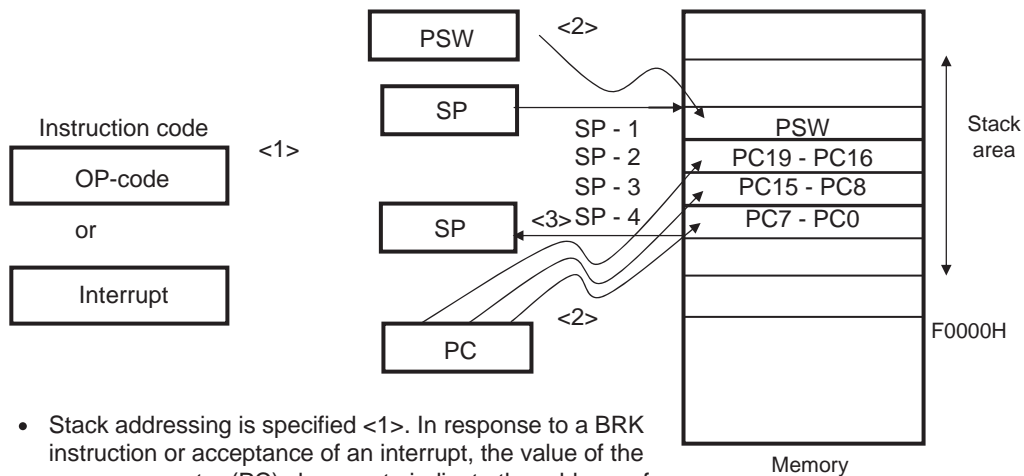 PSW
<2>
SP
Instruction code
<1>
OP-code
or
Interrupt
SP - 1
SP - 2
SP - 3
SP - 4
<3>
SP
<2>
PC
PSW
PC19 - PC16
PC15 - PC8
PC7 - PC0
Stack
area
F0000H
Memory
• Stack addressing is specified <1>. In response to a BRK
instruction or acceptance of an interrupt, the value of the